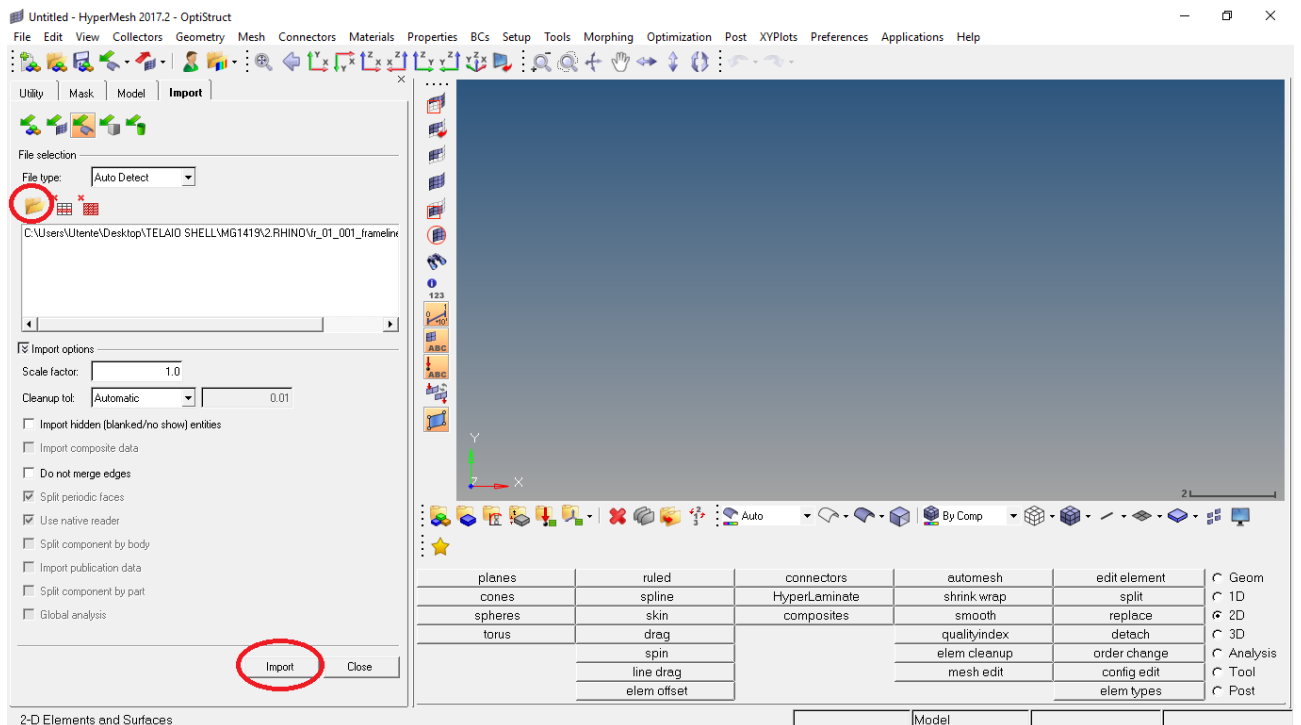 Untitled - HyperMesh 2017.2 - OptiStruct
File Edit View Collectors Geometry Mesh Connectors Materials Properties BCs Setup Tools Morphing Optimization Post XYPlots Preferences Applications Help
Utility Mask Model Import
File selection
File type: Auto Detect
C:\Users\Utente\Desktop\TELAIO SHELL\MG1419\2.RHINO\fr_01_001_frameline
Import options
Scale factor: 1.0
Cleanup tol: Automatic 0.01
Import hidden (blanked/no show) entities
Import composite data
Do not merge edges
Split periodic faces
Use native reader
Split component by body
Import publication data
Split component by part
Global analysis
Import Close
123
ABC
ABC
Y
Z X
2
Auto By Comp
planes ruled connectors automesh edit element Geom
cones spline HyperLaminate shrink wrap split 1D
spheres skin composites smooth replace 2D
torus drag qualityindex detach 3D
spin elem cleanup order change Analysis
line drag mesh edit config edit Tool
elem offset elem types Post
2-D Elements and Surfaces Model